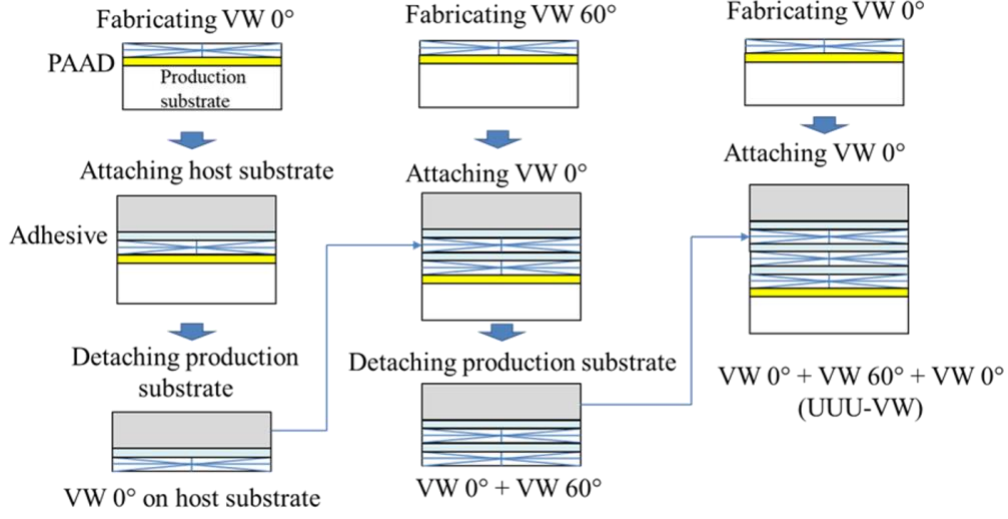 Fabricating VW 0°
PAAD
Production
substrate
Attaching host substrate
Adhesive
Detaching production
substrate
VW 0° on host substrate
Fabricating VW 60°
Attaching VW 0°
Detaching production substrate
VW 0° + VW 60°
Fabricating VW 0°
Attaching VW 0°
VW 0° + VW 60° + VW 0°
(UUU-VW)